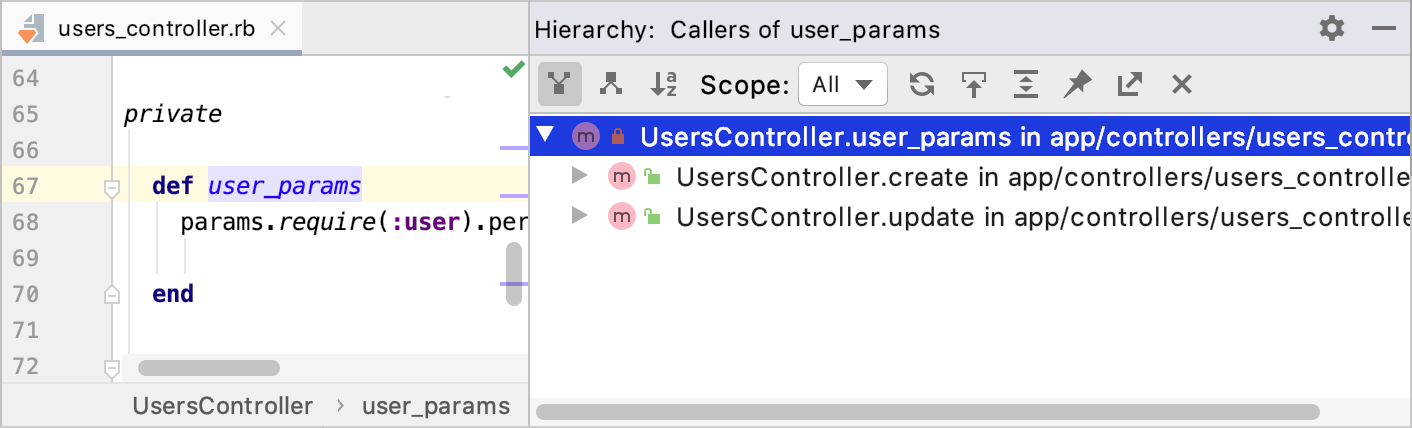 users_controller.rb
64
65 private
66
67 def user_params
68 params.require(:user).per
69
70 end
71
72
UsersController › user_params
Hierarchy: Callers of user_params
Scope: All
UsersController.user_params in app/controllers/users_contr
UsersController.create in app/controllers/users_controlle
UsersController.update in app/controllers/users_controlle